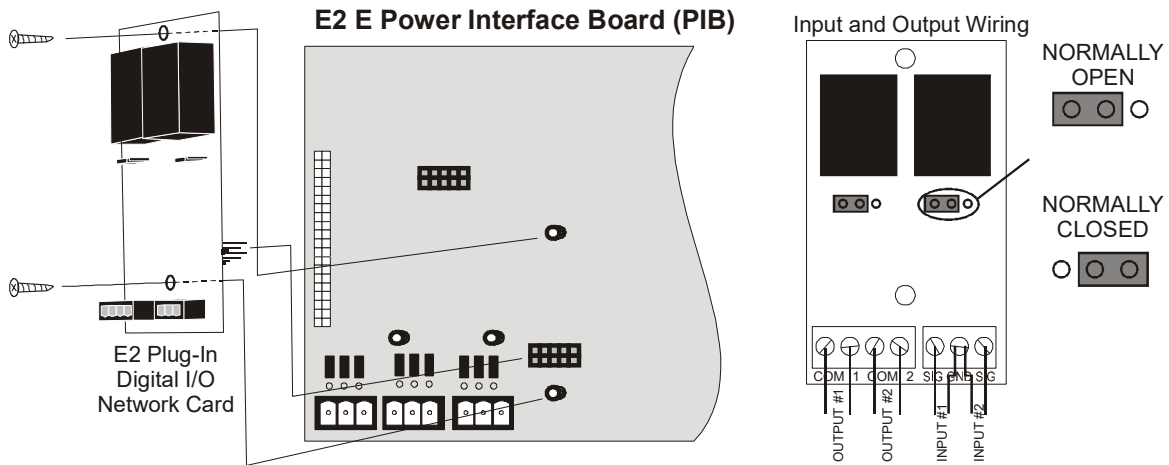 E2 E Power Interface Board (PIB)
E2 Plug-In
Digital I/O
Network Card
Input and Output Wiring
NORMALLY
OPEN
NORMALLY
CLOSED
COM 1 COM 2 SIG GND SIG
OUTPUT #1
OUTPUT #2
INPUT #1
INPUT #2